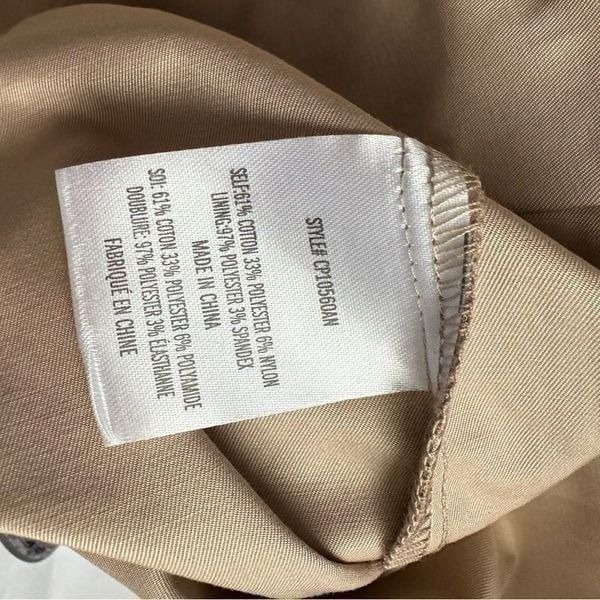 STYLE# CP10560AN
SELF:61% COTTON 33% POLYESTER 6% NYLON
LINING:97% POLYESTER 3% SPANDEX
MADE IN CHINA
SOI: 61% COTON 33% POLYESTER 6% POLYAMIDE
DOUBLURE: 97% POLYESTER 3% ÉLASTHANNE
FABRIQUÉ EN CHINE